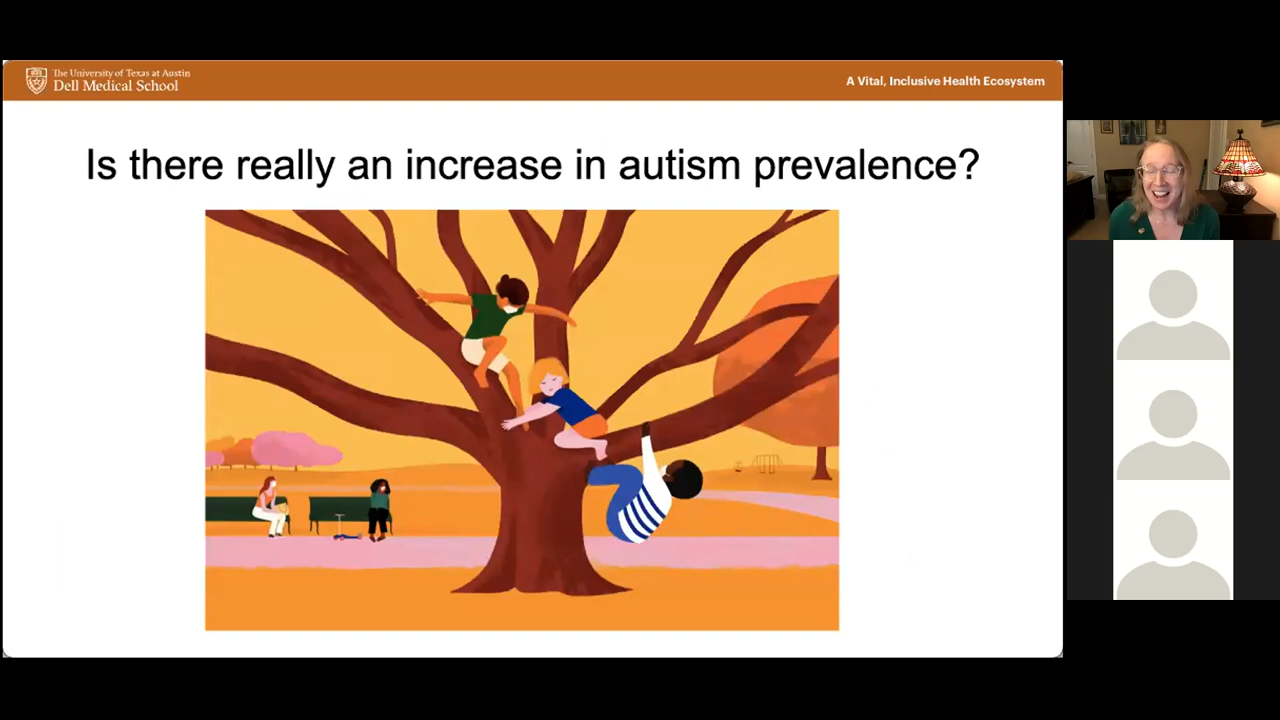 The University of Texas at Austin
Dell Medical School
A Vital, Inclusive Health Ecosystem
Is there really an increase in autism prevalence?